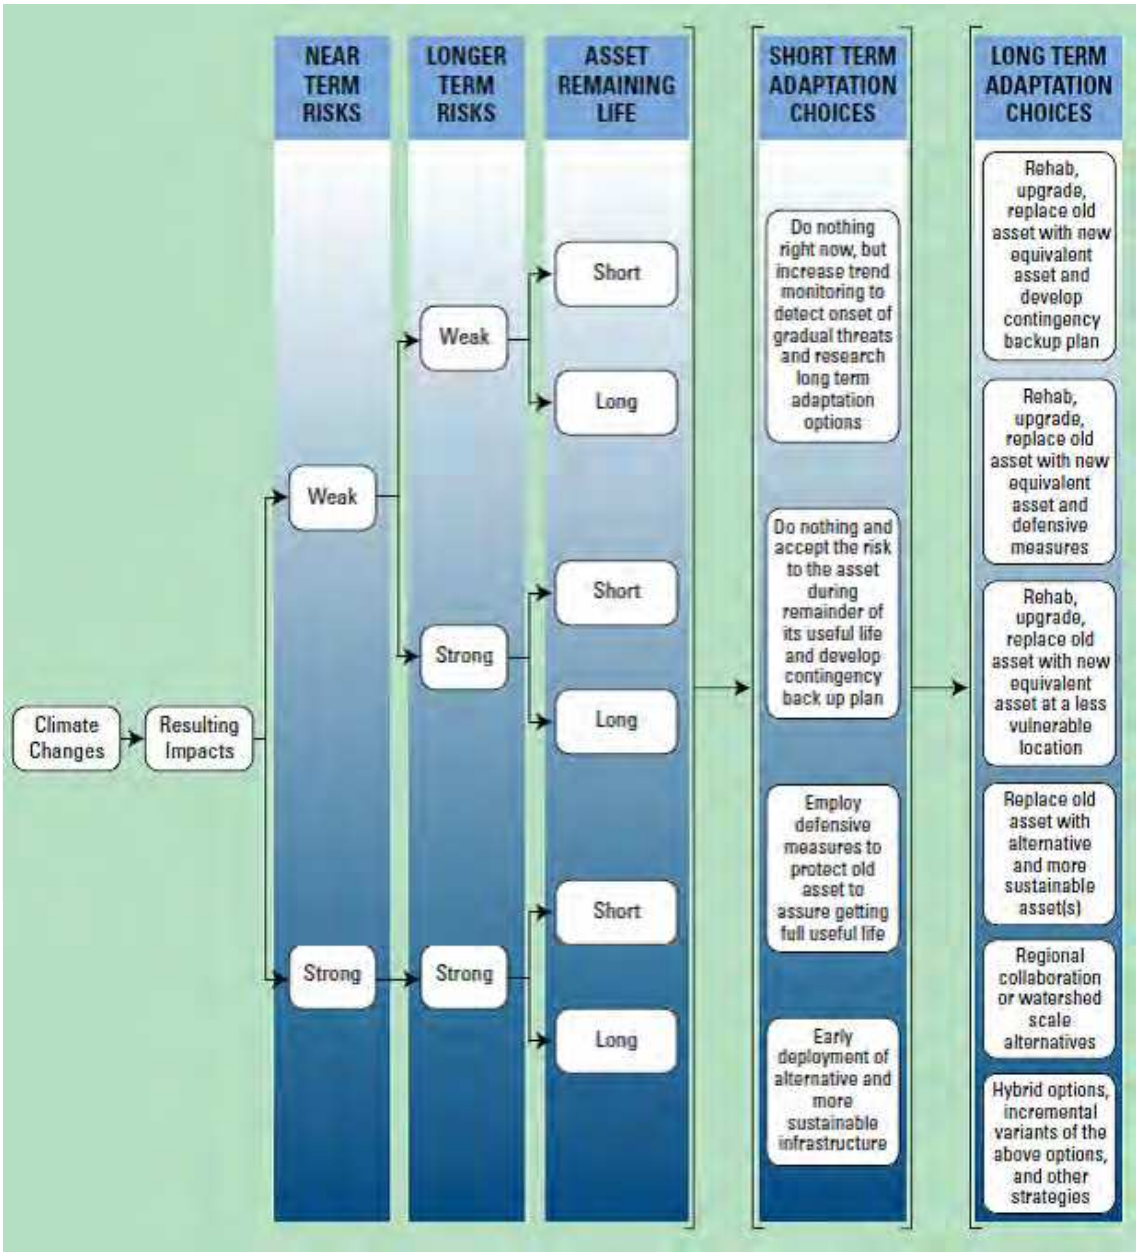 NEAR
TERM
RISKS
LONGER
TERM
RISKS
ASSET
REMAINING
LIFE
SHORT TERM
ADAPTATION
CHOICES
LONG TERM
ADAPTATION
CHOICES
Climate
Changes
Resulting
Impacts
Weak
Strong
Weak
Strong
Strong
Short
Long
Short
Long
Short
Long
Do nothing
right now, but
increase trend
monitoring to
detect onset of
gradual threats
and research
long term
adaptation
options
Do nothing and
accept the risk
to the asset
during
remainder of
its useful life
and develop
contingency
back up plan
Employ
defensive
measures to
protect old
asset to
assure getting
full useful life
Early
deployment of
alternative and
more
sustainable
infrastructure
Rehab,
upgrade,
replace old
asset with new
equivalent
asset and
develop
contingency
backup plan
Rehab,
upgrade,
replace old
asset with new
equivalent
asset and
defensive
measures
Rehab,
upgrade,
replace old
asset with new
equivalent
asset at a less
vulnerable
location
Replace old
asset with
alternative
and more
sustainable
asset(s)
Regional
collaboration
or watershed
scale
alternatives
Hybrid options,
incremental
variants of the
above options,
and other
strategies